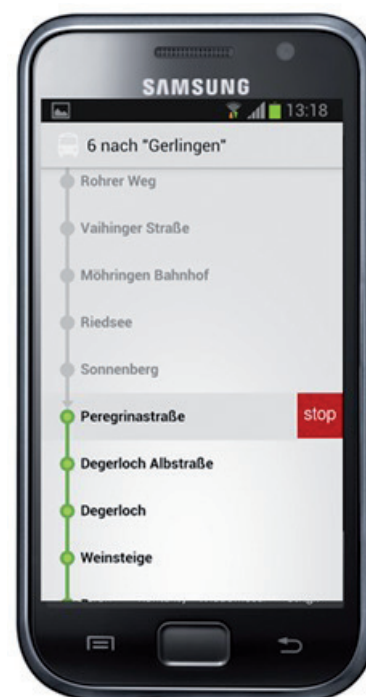 SAMSUNG
13:18
6 nach "Gerlingen"
Rohrer Weg
Vaihinger Straße
Möhringen Bahnhof
Riedsee
Sonnenberg
Peregrinastraße
stop
Degerloch Albstraße
Degerloch
Weinsteige